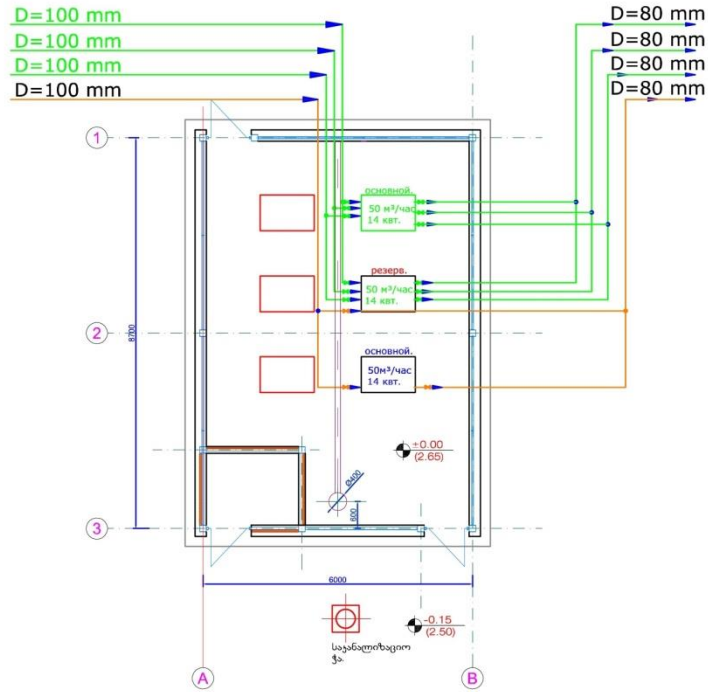 D=100 mm
D=100 mm
D=100 mm
D=100 mm
D=80 mm
D=80 mm
D=80 mm
D=80 mm
1
основной.
50 м³/час
14 квт.
резерв.
50 м³/час
14 квт.
2
8700
основной.
50м³/час
14 квт.
±0.00
(2.65)
Ø400
600
3
6000
-0.15
(2.50)
საკანალიზაციო
ჭა.
A
B